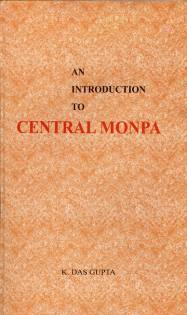 AN
INTRODUCTION
TO
CENTRAL MONPA
K. DAS GUPTA